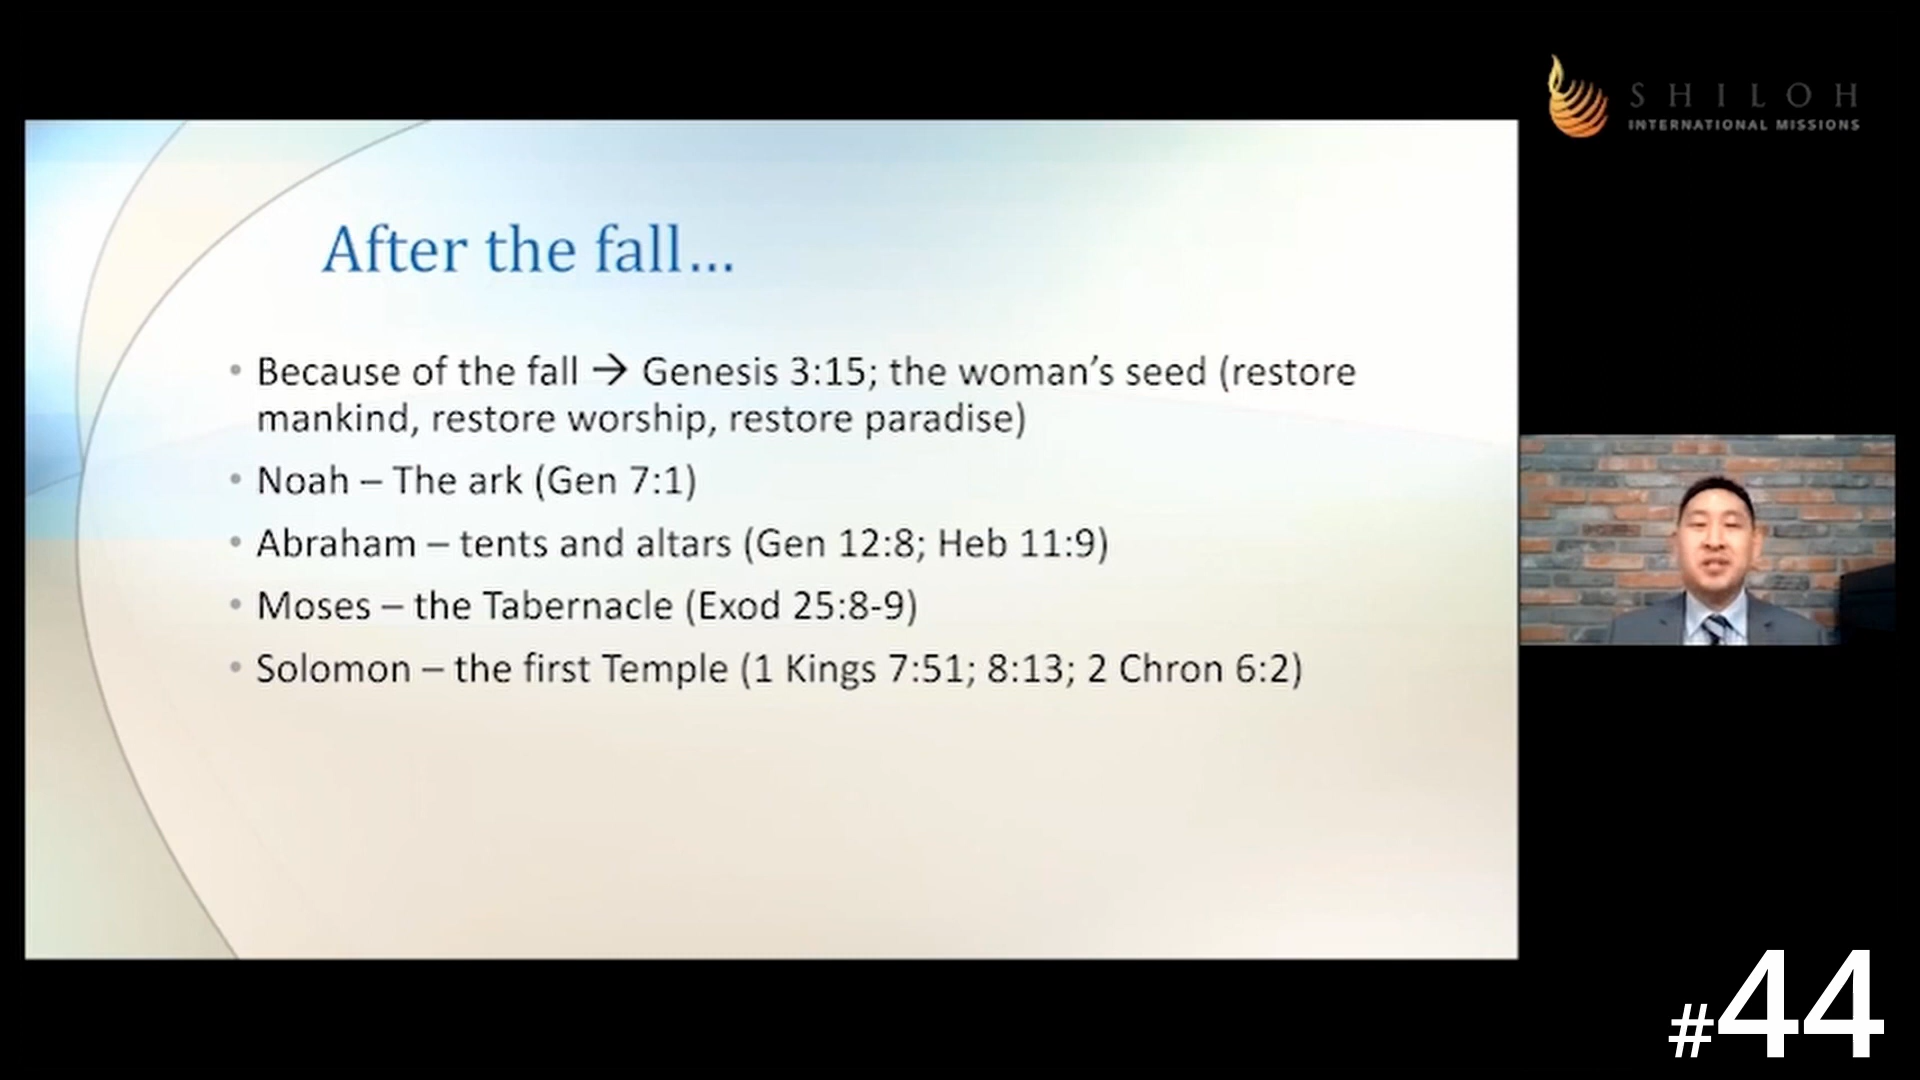 SHILOH
INTERNATIONAL MISSIONS
After the fall...
• Because of the fall → Genesis 3:15; the woman’s seed (restore
mankind, restore worship, restore paradise)
• Noah – The ark (Gen 7:1)
• Abraham – tents and altars (Gen 12:8; Heb 11:9)
• Moses – the Tabernacle (Exod 25:8-9)
• Solomon – the first Temple (1 Kings 7:51; 8:13; 2 Chron 6:2)
#44